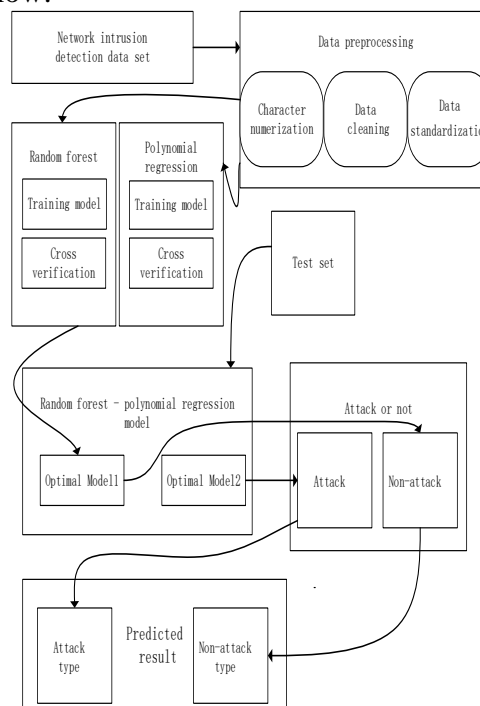 Network intrusion
detection data set
Data preprocessing
Character
numerization
Data
cleaning
Data
Random forest
Training model
Cross
verification
Polynomial
regression
Training model
Cross
verification
Test set
Random forest - polynomial regression
model
Optimal Model1
Optimal Model2
Attack or not
Attack
Non-attack
Attack
type
Predicted
result
Non-attack
type